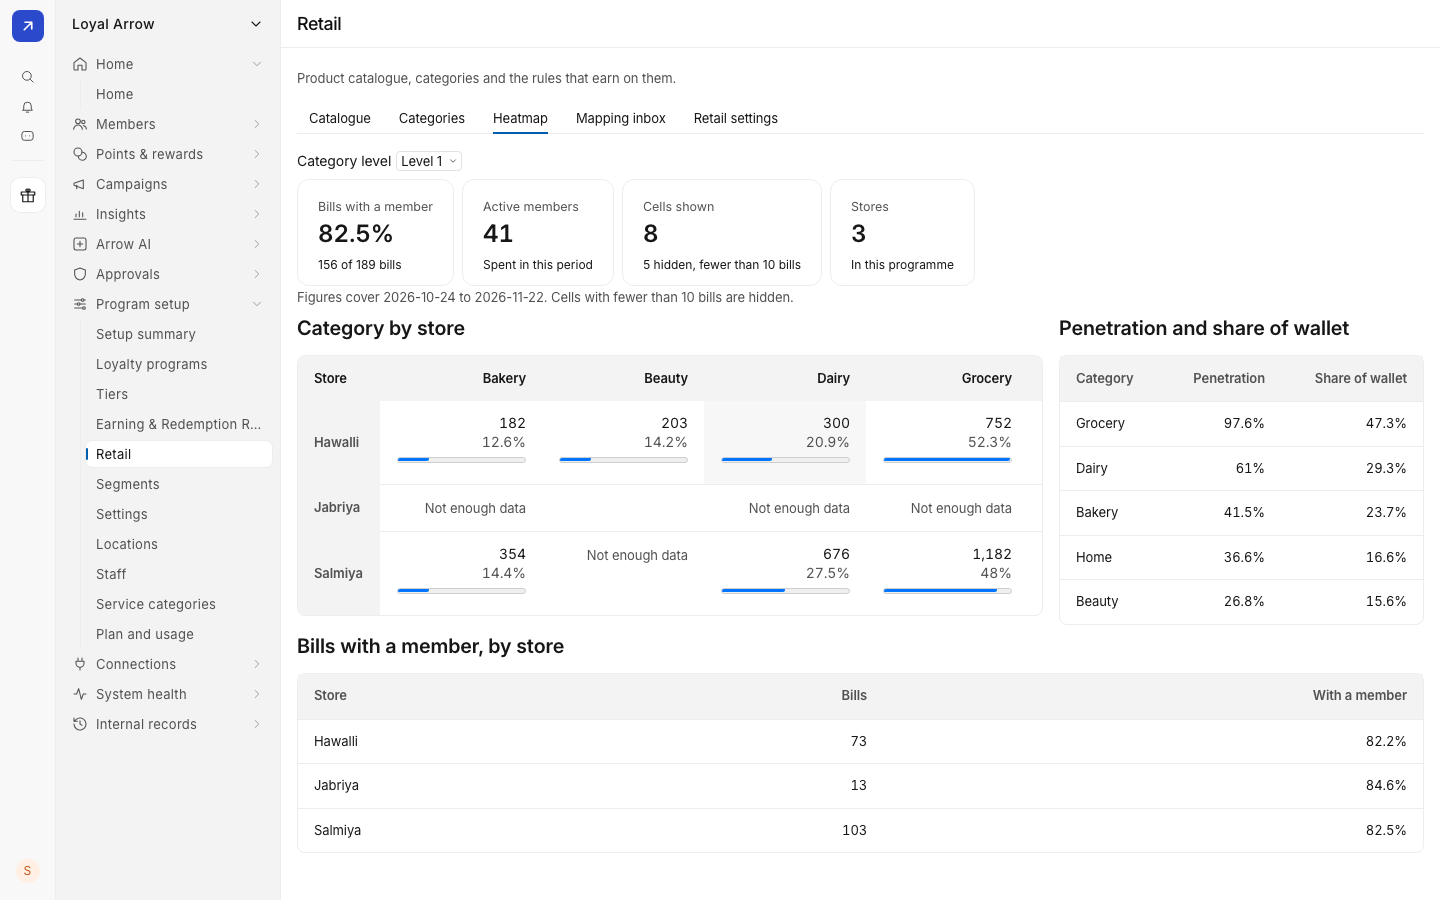 Loyal Arrow
Home
Home
Members
Points & rewards
Campaigns
Insights
Arrow AI
Approvals
Program setup
Setup summary
Loyalty programs
Tiers
Earning & Redemption R...
Retail
Segments
Settings
Locations
Staff
Service categories
Plan and usage
Connections
System health
Internal records
S
Retail
Product catalogue, categories and the rules that earn on them.
Catalogue Categories Heatmap Mapping inbox Retail settings
Category level Level 1
Bills with a member
82.5%
156 of 189 bills
Active members
41
Spent in this period
Cells shown
8
5 hidden, fewer than 10 bills
Stores
3
In this programme
Figures cover 2026-10-24 to 2026-11-22. Cells with fewer than 10 bills are hidden.
Category by store
Store Bakery Beauty Dairy Grocery
Hawalli
182 203 300 752
12.6% 14.2% 20.9% 52.3%
Jabriya Not enough data Not enough data Not enough data
Salmiya
354 Not enough data 676 1,182
14.4% 27.5% 48%
Penetration and share of wallet
Category Penetration Share of wallet
Grocery 97.6% 47.3%
Dairy 61% 29.3%
Bakery 41.5% 23.7%
Home 36.6% 16.6%
Beauty 26.8% 15.6%
Bills with a member, by store
Store Bills With a member
Hawalli 73 82.2%
Jabriya 13 84.6%
Salmiya 103 82.5%